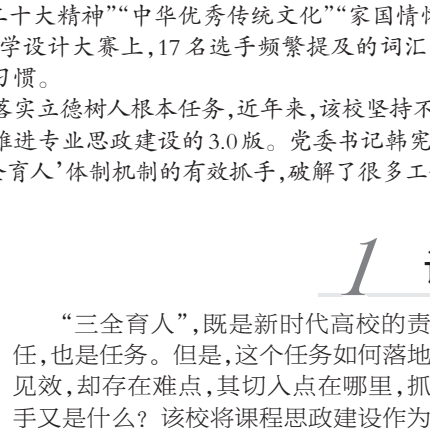 二十大精神”“中华优秀传统文化”“家国情怀
学设计大赛上,17名选手频繁提及的词汇
习惯。
落实立德树人根本任务,近年来,该校坚持不
推进专业思政建设的3.0版。党委书记韩宪
全育人’体制机制的有效抓手,破解了很多工
1
“三全育人”,既是新时代高校的责
任,也是任务。但是,这个任务如何落地
见效,却存在难点,其切入点在哪里,抓
手又是什么？该校将课程思政建设作为